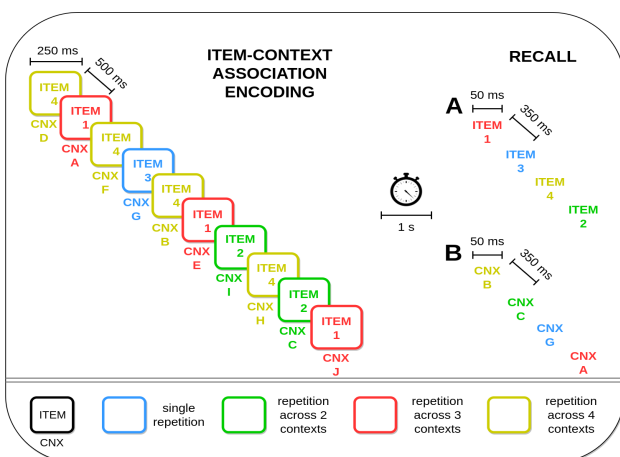 250 ms
500 ms
ITEM-CONTEXT
ASSOCIATION
ENCODING
ITEM
4
CNX
D
ITEM
1
CNX
A
ITEM
4
CNX
F
ITEM
3
CNX
G
ITEM
4
CNX
B
ITEM
1
CNX
E
ITEM
2
CNX
I
ITEM
4
CNX
H
ITEM
2
CNX
C
ITEM
1
CNX
J
1 s
RECALL
A
50 ms
350 ms
ITEM
1
ITEM
3
ITEM
4
ITEM
2
B
50 ms
350 ms
CNX
B
CNX
C
CNX
G
CNX
A
ITEM
CNX
single
repetition
repetition
across 2
contexts
repetition
across 3
contexts
repetition
across 4
contexts